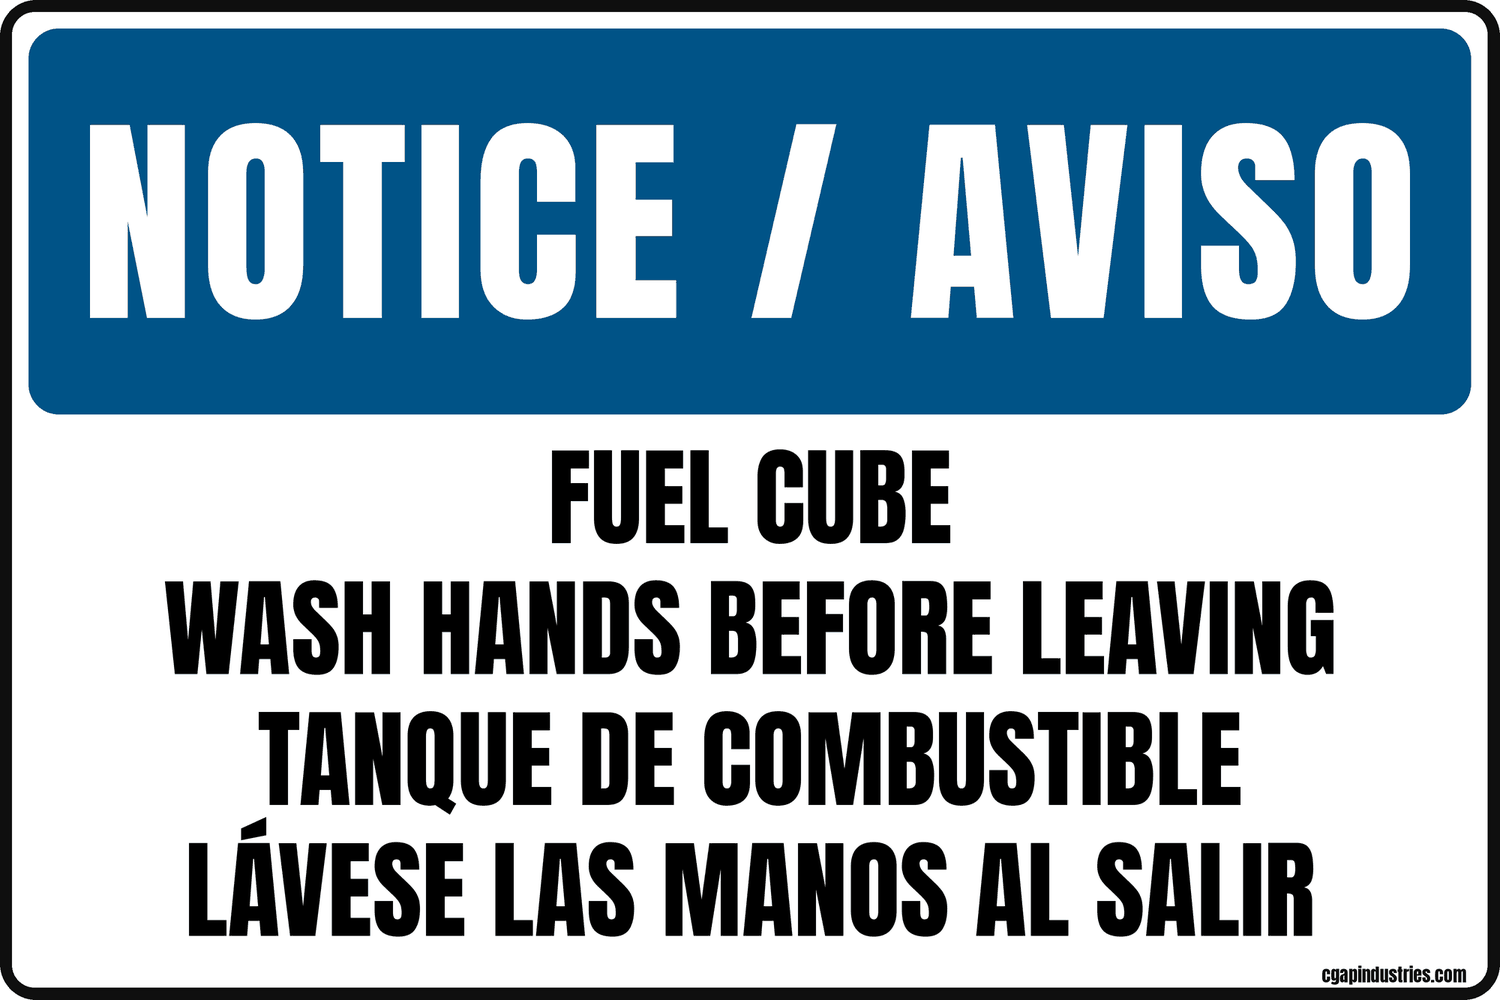 NOTICE / AVISO
FUEL CUBE
WASH HANDS BEFORE LEAVING
TANQUE DE COMBUSTIBLE
LÁVESE LAS MANOS AL SALIR
cgapindustries.com